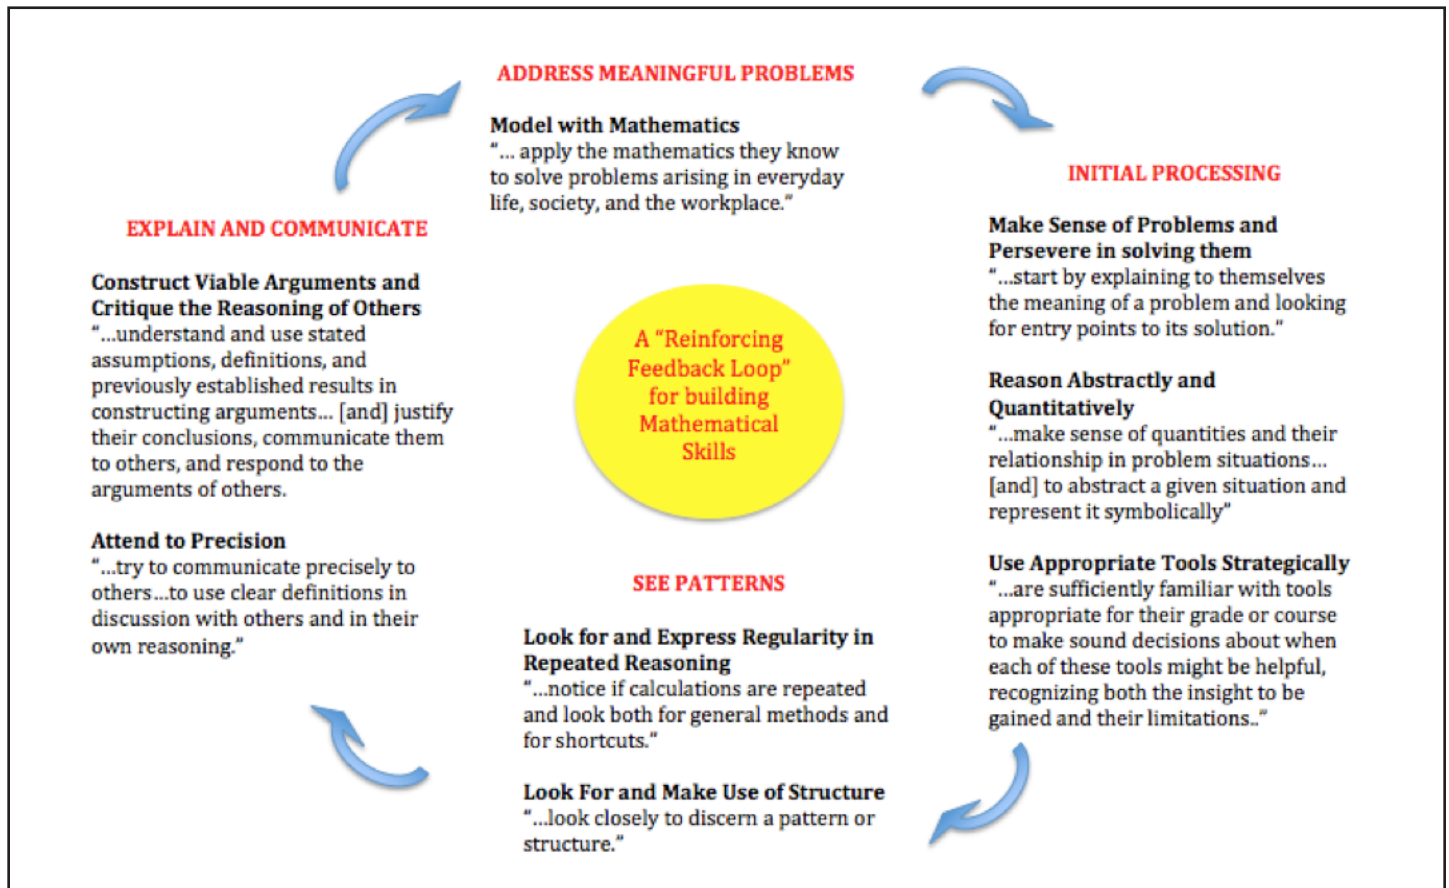 ADDRESS MEANINGFUL PROBLEMS
Model with Mathematics
“… apply the mathematics they know
to solve problems arising in everyday
life, society, and the workplace.”
INITIAL PROCESSING
Make Sense of Problems and
Persevere in solving them
“…start by explaining to themselves
the meaning of a problem and looking
for entry points to its solution.”
Reason Abstractly and
Quantitatively
“…make sense of quantities and their
relationship in problem situations…
[and] to abstract a given situation and
represent it symbolically”
Use Appropriate Tools Strategically
“…are sufficiently familiar with tools
appropriate for their grade or course
to make sound decisions about when
each of these tools might be helpful,
recognizing both the insight to be
gained and their limitations..”
SEE PATTERNS
Look for and Express Regularity in
Repeated Reasoning
“…notice if calculations are repeated
and look both for general methods and
for shortcuts.”
Look For and Make Use of Structure
“…look closely to discern a pattern or
structure.”
EXPLAIN AND COMMUNICATE
Construct Viable Arguments and
Critique the Reasoning of Others
“…understand and use stated
assumptions, definitions, and
previously established results in
constructing arguments… [and] justify
their conclusions, communicate them
to others, and respond to the
arguments of others.
Attend to Precision
“…try to communicate precisely to
others…to use clear definitions in
discussion with others and in their
own reasoning.”
A “Reinforcing
Feedback Loop”
for building
Mathematical
Skills